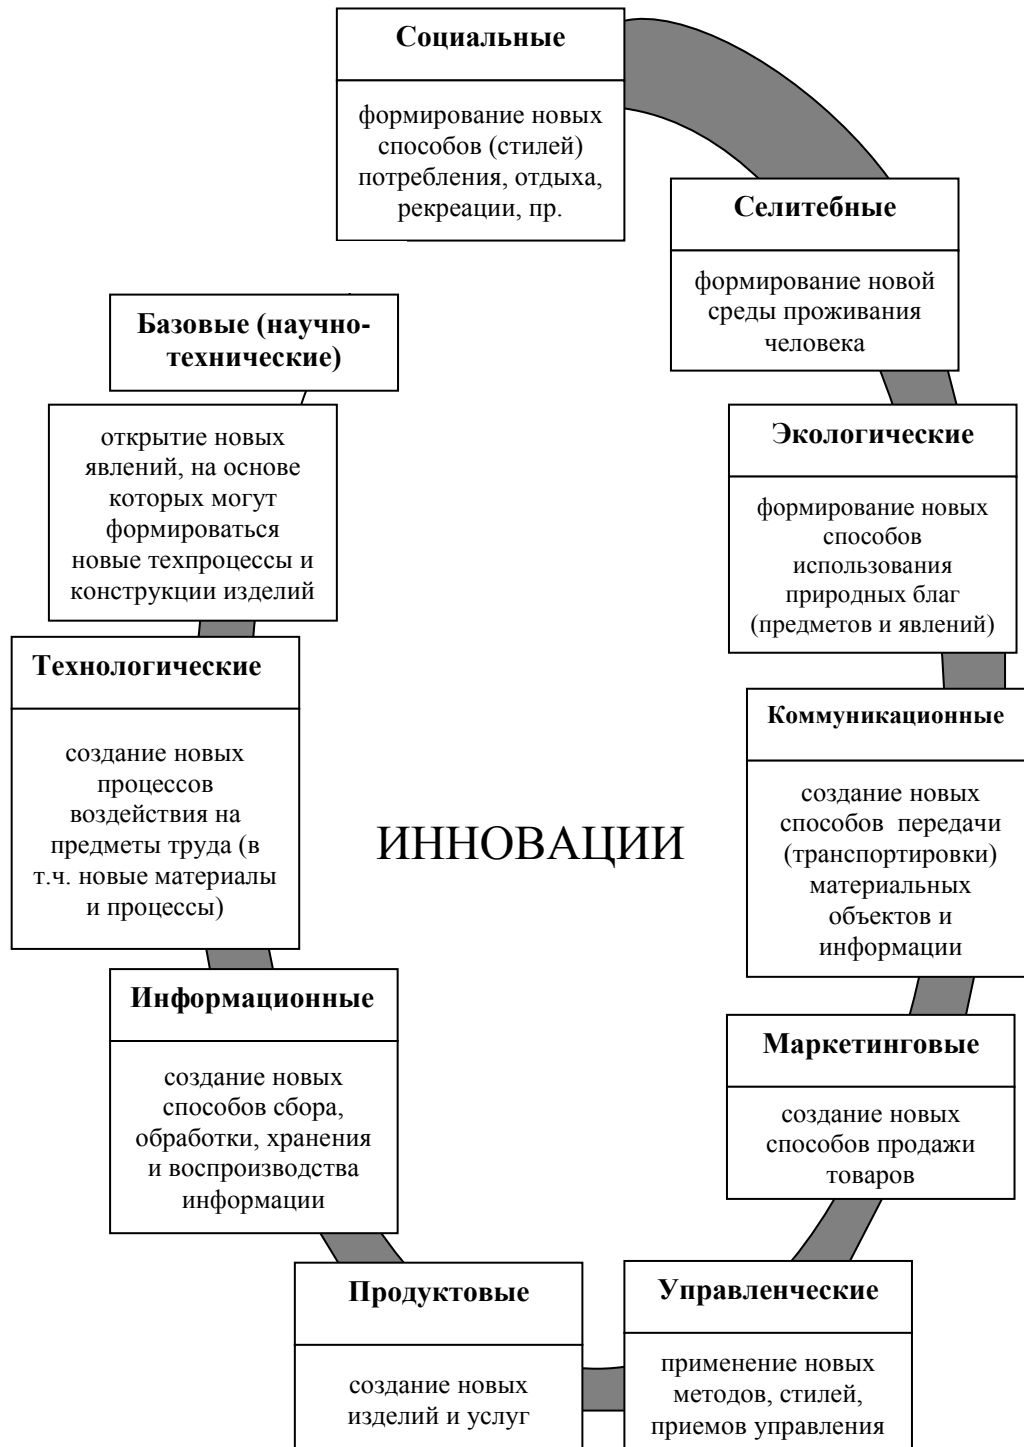 Социальные
формирование новых
способов (стилей)
потребления, отдыха,
рекреации, пр.
Селитебные
формирование новой
среды проживания
человека
Базовые (научно-
технические)
открытие новых
явлений, на основе
которых могут
формироваться
новые техпроцессы и
конструкции изделий
Экологические
формирование новых
способов
использования
природных благ
(предметов и явлений)
Технологические
создание новых
процессов
воздействия на
предметы труда (в
т.ч. новые материалы
и процессы)
ИННОВАЦИИ
Коммуникационные
создание новых
способов передачи
(транспортировки)
материальных
объектов и
информации
Информационные
создание новых
способов сбора,
обработки, хранения
и воспроизводства
информации
Маркетинговые
создание новых
способов продажи
товаров
Продуктовые
создание новых
изделий и услуг
Управленческие
применение новых
методов, стилей,
приемов управления